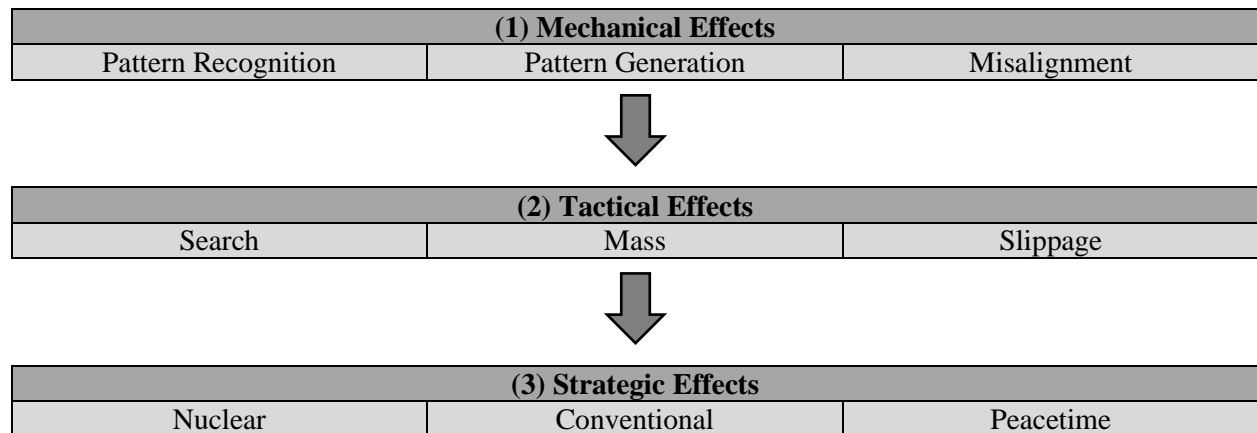 (1) Mechanical Effects
Pattern Recognition Pattern Generation Misalignment
(2) Tactical Effects
Search Mass Slippage
(3) Strategic Effects
Nuclear Conventional Peacetime